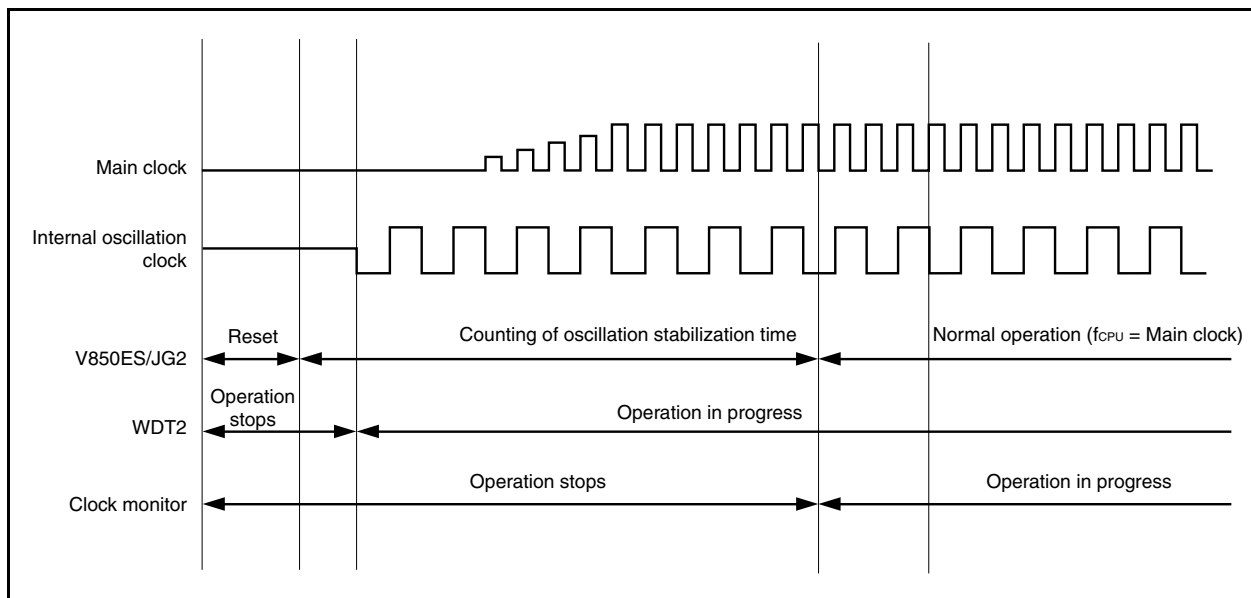 Main clock
Internal oscillation
clock
Reset
Counting of oscillation stabilization time
Normal operation (fCPU = Main clock)
V850ES/JG2
Operation
stops
Operation in progress
WDT2
Operation stops
Operation in progress
Clock monitor